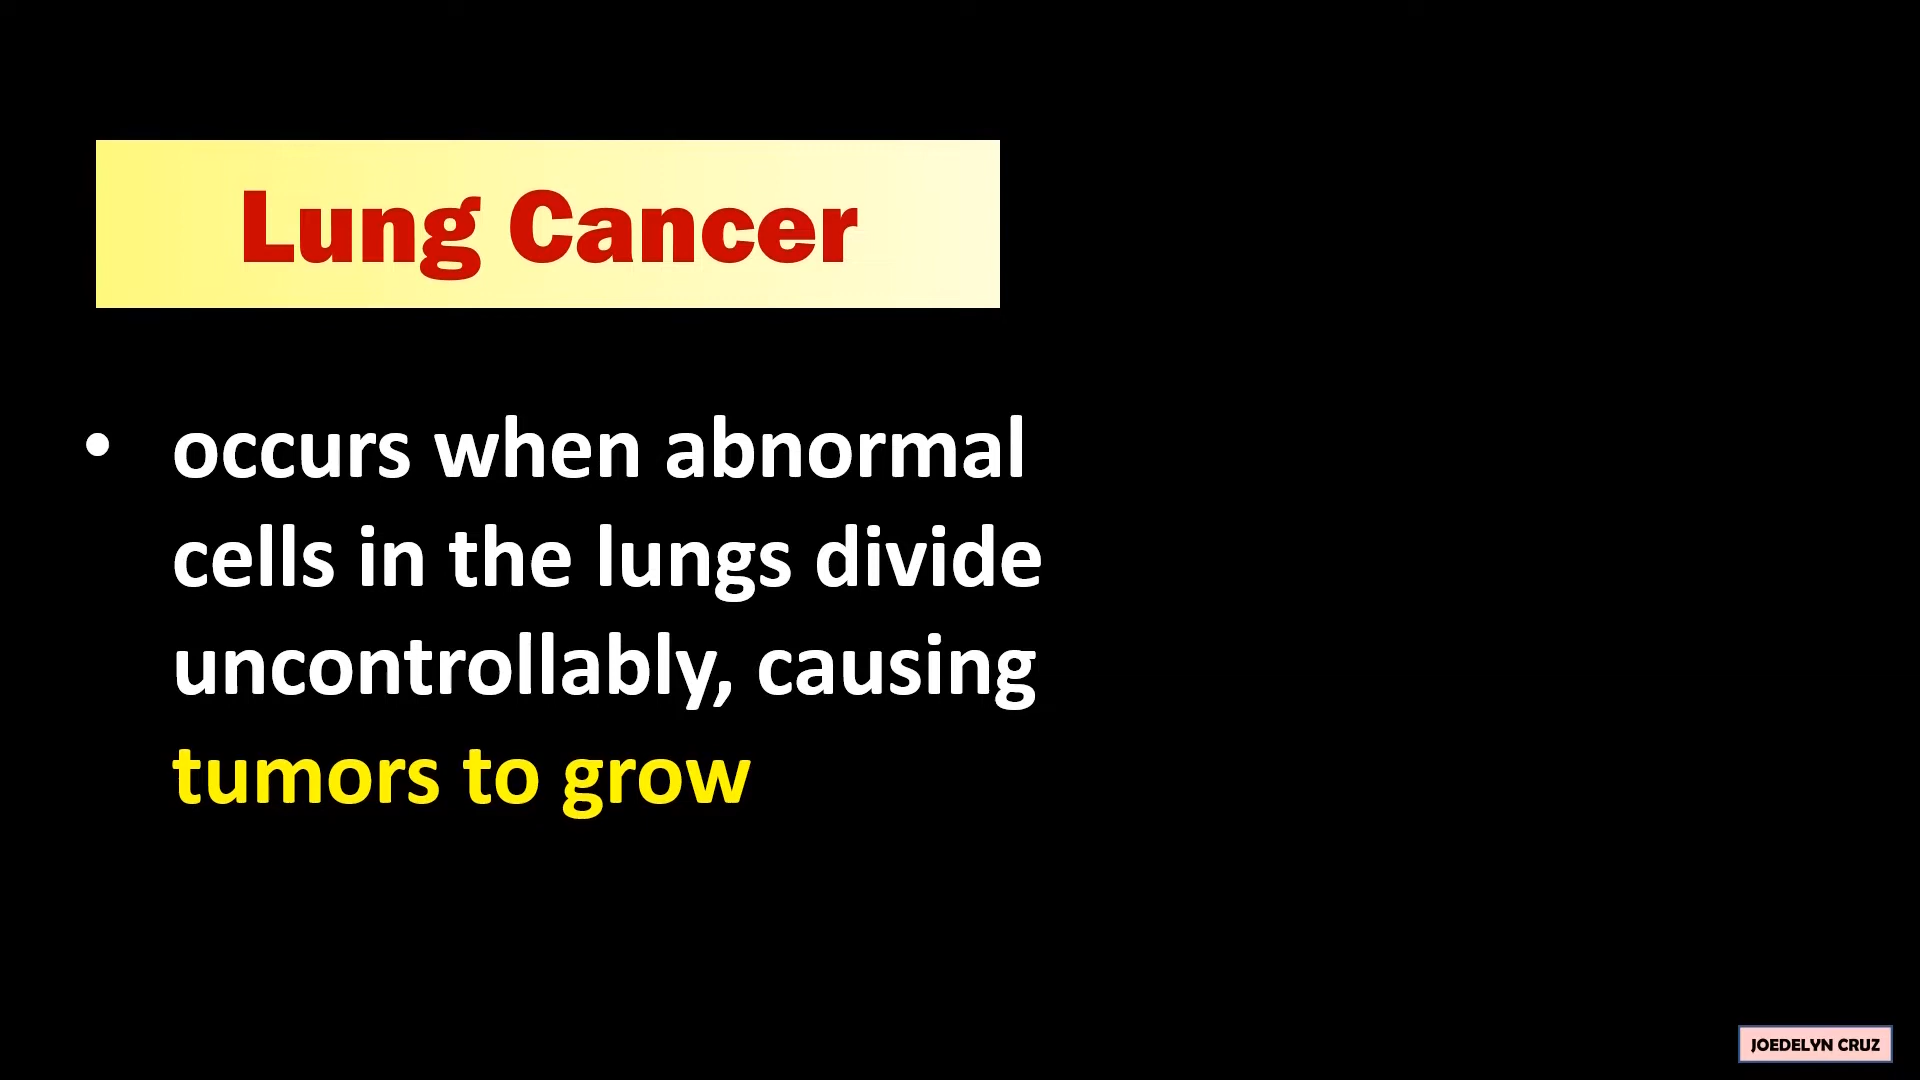 Lung Cancer
• occurs when abnormal
cells in the lungs divide
uncontrollably, causing
tumors to grow
JOEDELYN CRUZ